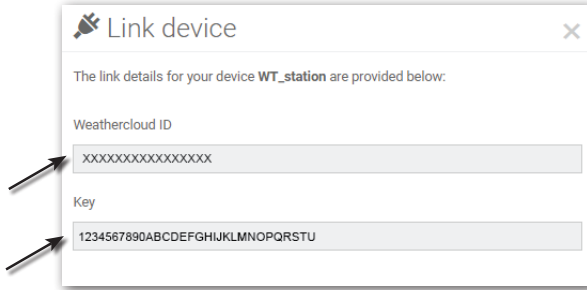 Link device
The link details for your device WT_station are provided below:
Weathercloud ID
XXXXXXXXXXXXXXXX
Key
1234567890ABCDEFGHIJKLMNOPQRSTU